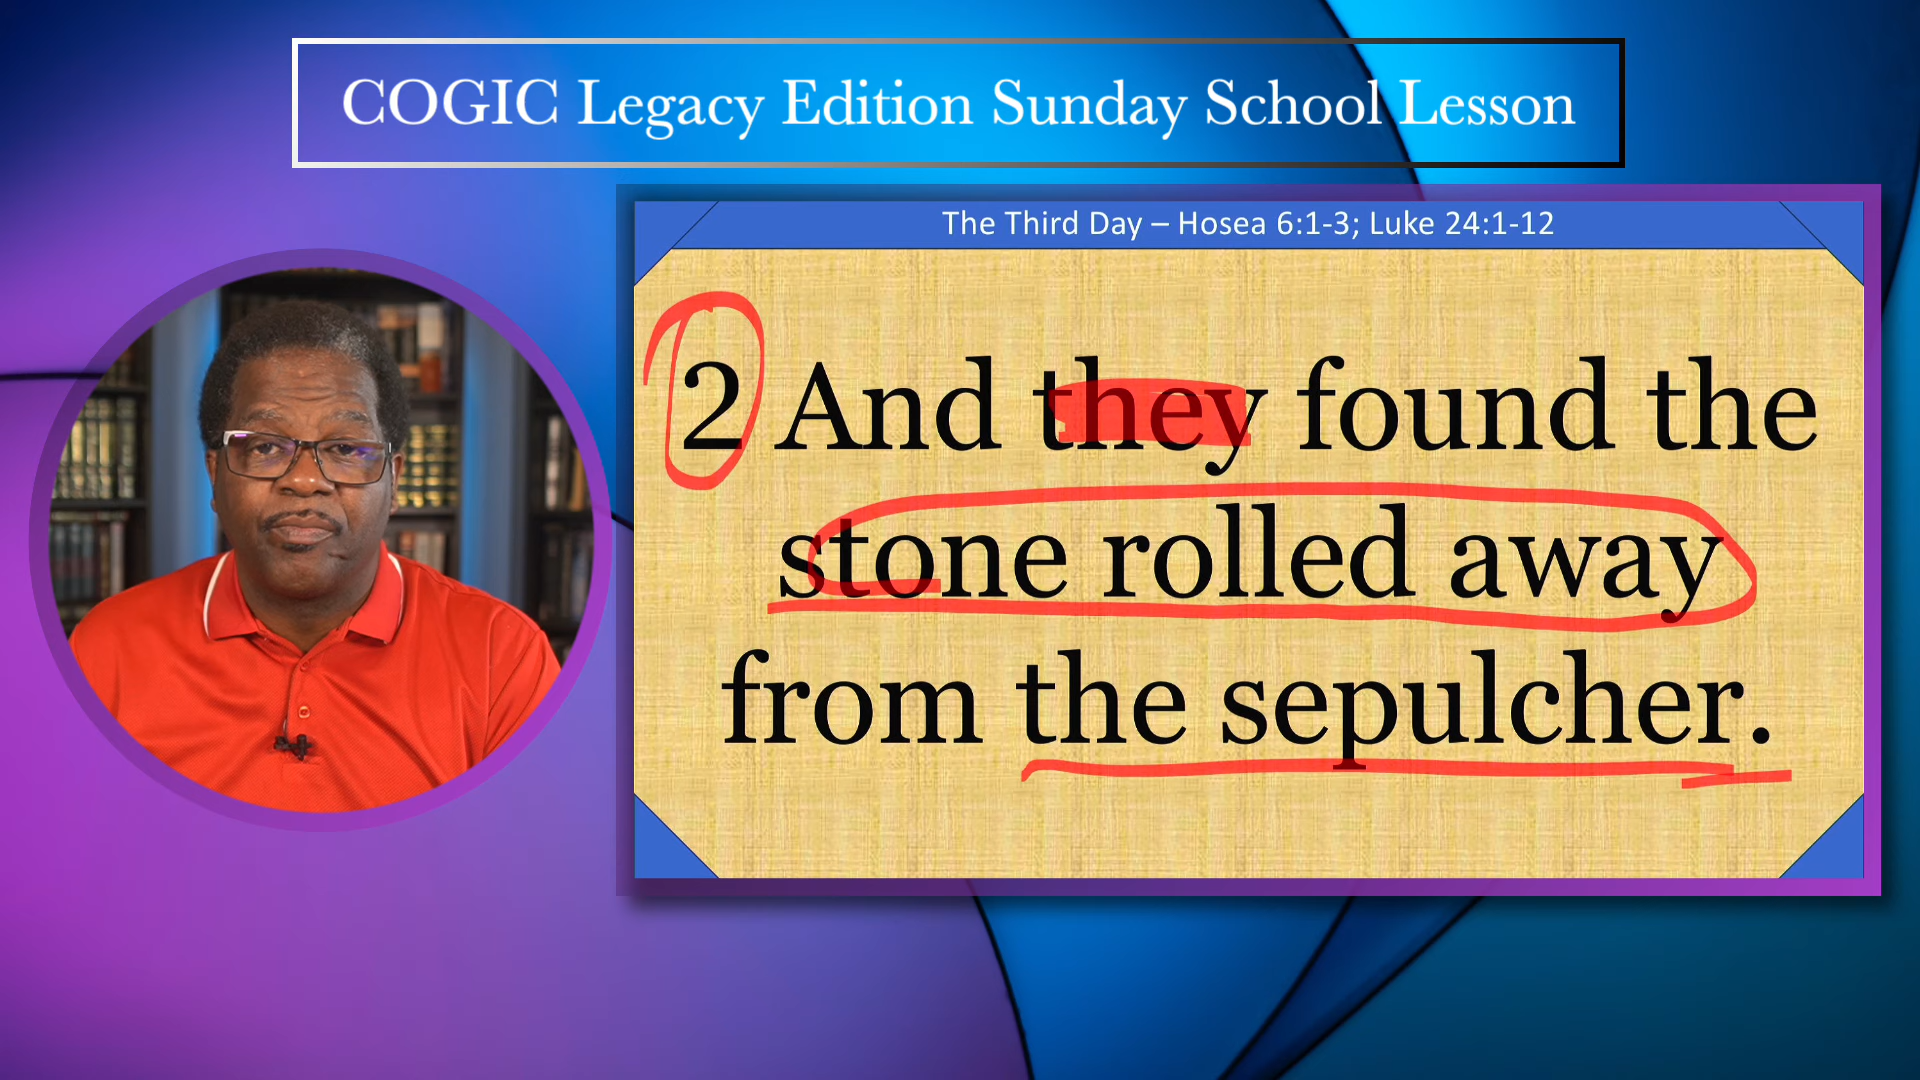 COGIC Legacy Edition Sunday School Lesson
The Third Day – Hosea 6:1-3; Luke 24:1-12
2 And they found the
stone rolled away
from the sepulcher.